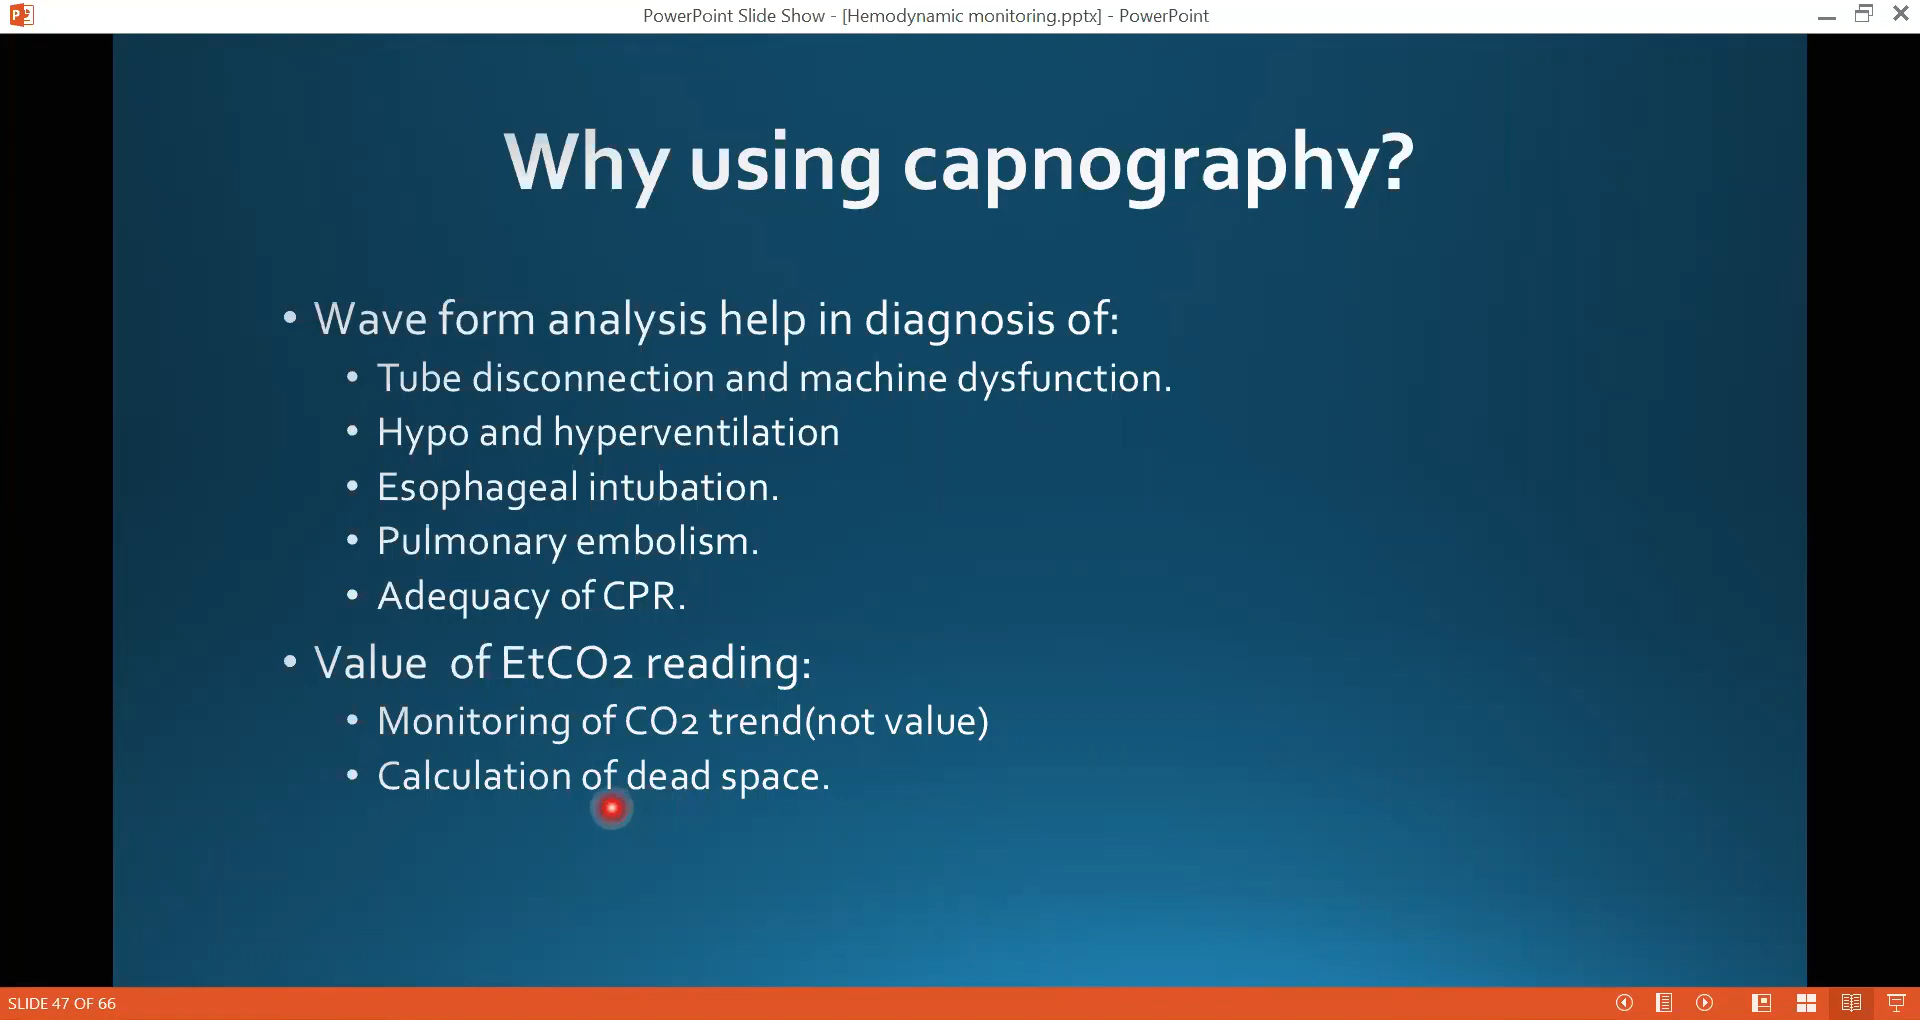 PowerPoint Slide Show - [Hemodynamic monitoring.pptx] - PowerPoint
Why using capnography?
• Wave form analysis help in diagnosis of:
• Tube disconnection and machine dysfunction.
• Hypo and hyperventilation
• Esophageal intubation.
• Pulmonary embolism.
• Adequacy of CPR.
• Value  of EtCO2 reading:
• Monitoring of CO2 trend(not value)
• Calculation of dead space.
SLIDE 47 OF 66